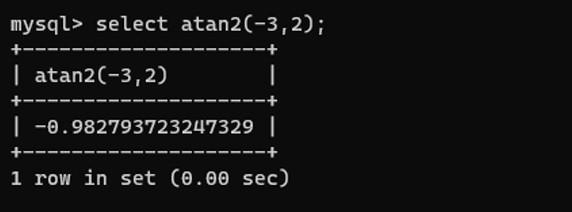 mysql> select atan2(-3,2);
+--------------------+
| atan2(-3,2)        |
+--------------------+
| -0.982793723247329 |
+--------------------+
1 row in set (0.00 sec)